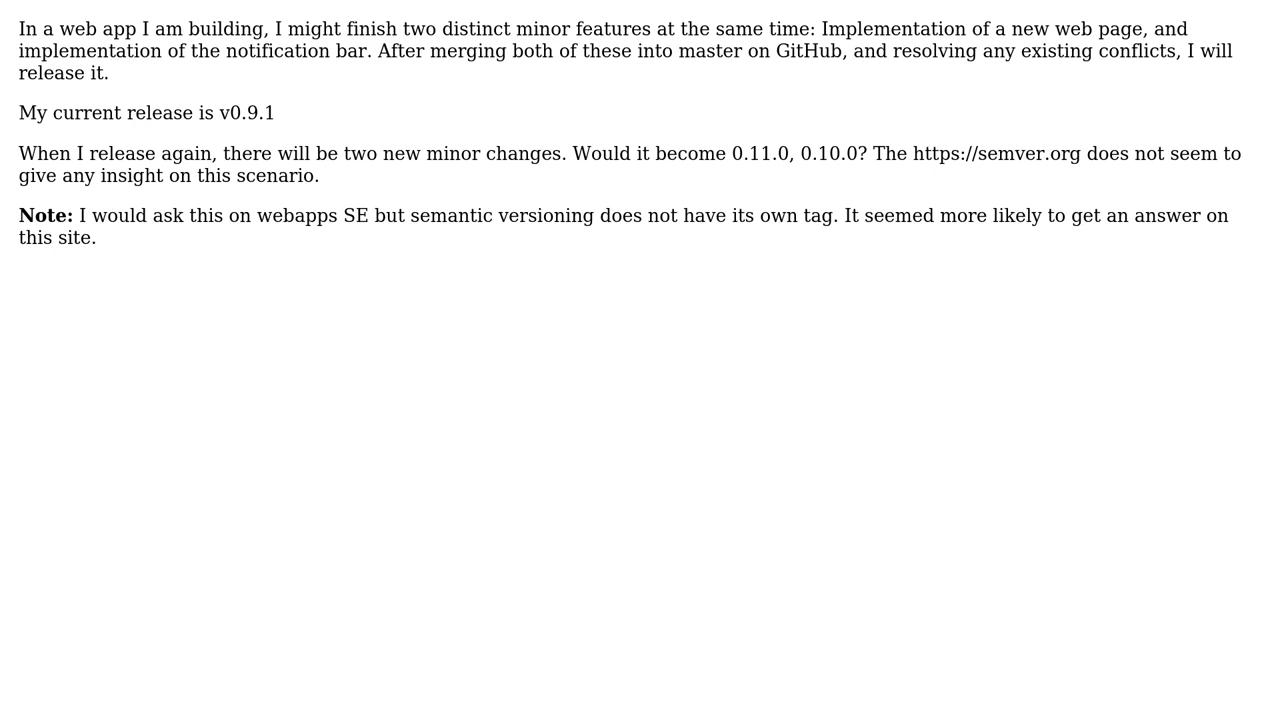 In a web app I am building, I might finish two distinct minor features at the same time: Implementation of a new web page, and
implementation of the notification bar. After merging both of these into master on GitHub, and resolving any existing conflicts, I will
release it.
My current release is v0.9.1
When I release again, there will be two new minor changes. Would it become 0.11.0, 0.10.0? The https://semver.org does not seem to
give any insight on this scenario.
Note: I would ask this on webapps SE but semantic versioning does not have its own tag. It seemed more likely to get an answer on
this site.